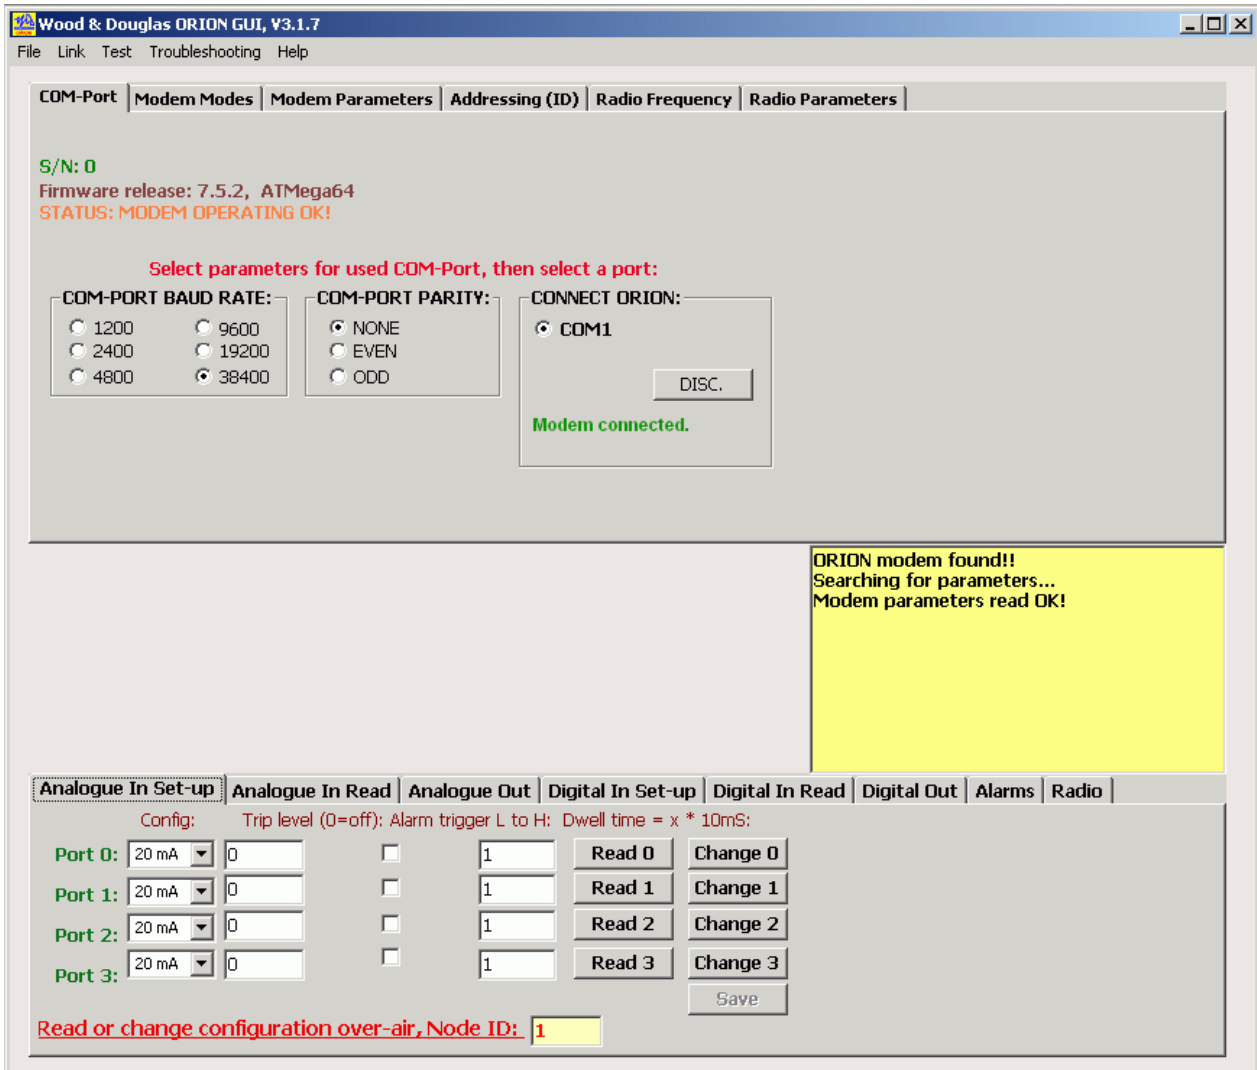 Wood & Douglas ORION GUI, V3.1.7
File Link Test Troubleshooting Help
COM-Port Modem Modes Modem Parameters Addressing (ID) Radio Frequency Radio Parameters
S/N: 0
Firmware release: 7.5.2, ATMega64
STATUS: MODEM OPERATING OK!
Select parameters for used COM-Port, then select a port:
COM-PORT BAUD RATE: COM-PORT PARITY: CONNECT ORION:
1200 9600 NONE COM1
2400 19200 EVEN
4800 38400 ODD DISC.
Modem connected.
ORION modem found!!
Searching for parameters...
Modem parameters read OK!
Analogue In Set-up Analogue In Read Analogue Out Digital In Set-up Digital In Read Digital Out Alarms Radio
Config: Trip level (0=off): Alarm trigger L to H: Dwell time = x * 10mS:
Port 0: 20 mA 0 1 Read 0 Change 0
Port 1: 20 mA 0 1 Read 1 Change 1
Port 2: 20 mA 0 1 Read 2 Change 2
Port 3: 20 mA 0 1 Read 3 Change 3
Save
Read or change configuration over-air, Node ID: 1